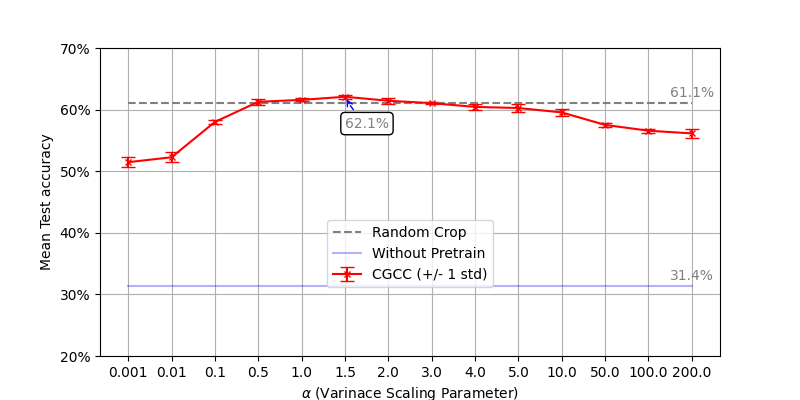 70%
60%
50%
40%
30%
20%
Mean Test accuracy
61.1%
62.1%
31.4%
Random Crop
Without Pretrain
CGCC (+/- 1 std)
0.001 0.01 0.1 0.5 1.0 1.5 2.0 3.0 4.0 5.0 10.0 50.0 100.0 200.0
α (Varinace Scaling Parameter)